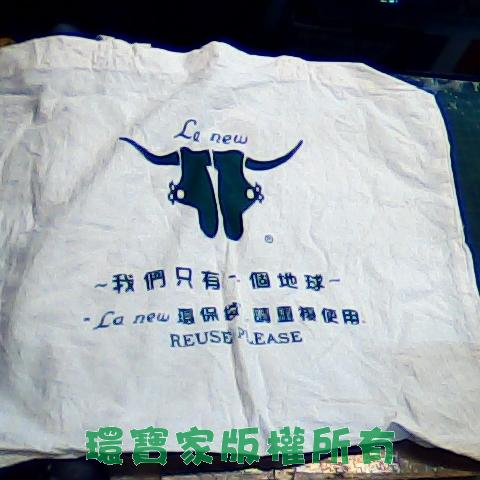 La new
®
~我們只有一個地球~
-La new 環保袋.請重複使用.
REUSE PLEASE
環寶家版權所有